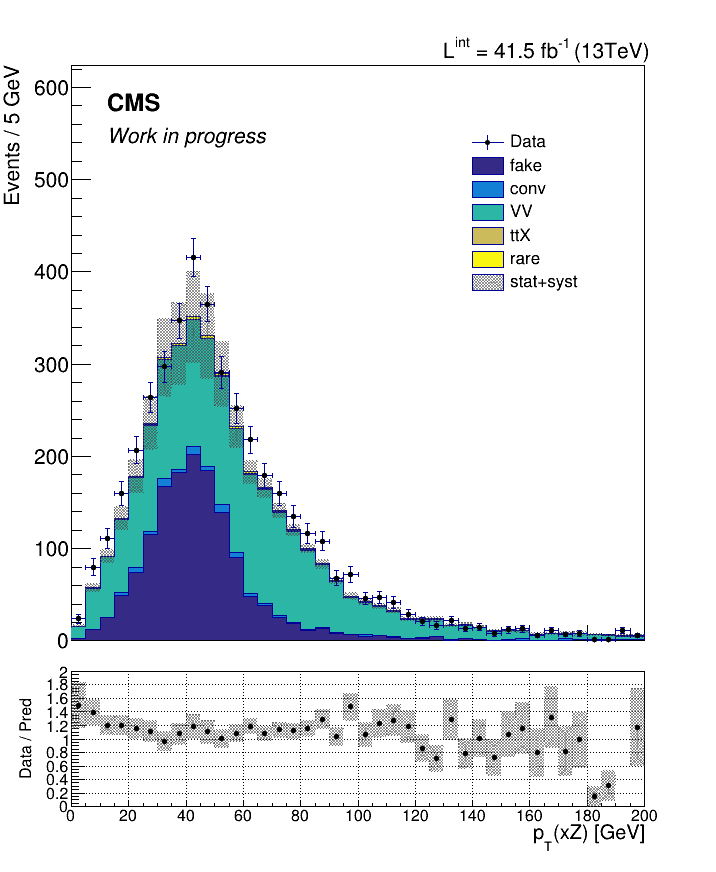 L^int = 41.5 fb^-1 (13TeV)
Events / 5 GeV
CMS
Work in progress
Data
fake
conv
VV
ttX
rare
stat+syst
600
500
400
300
200
100
0
Data / Pred
2
1.8
1.6
1.4
1.2
1
0.8
0.6
0.4
0.2
0
0 20 40 60 80 100 120 140 160 180 200
p_T(xZ) [GeV]